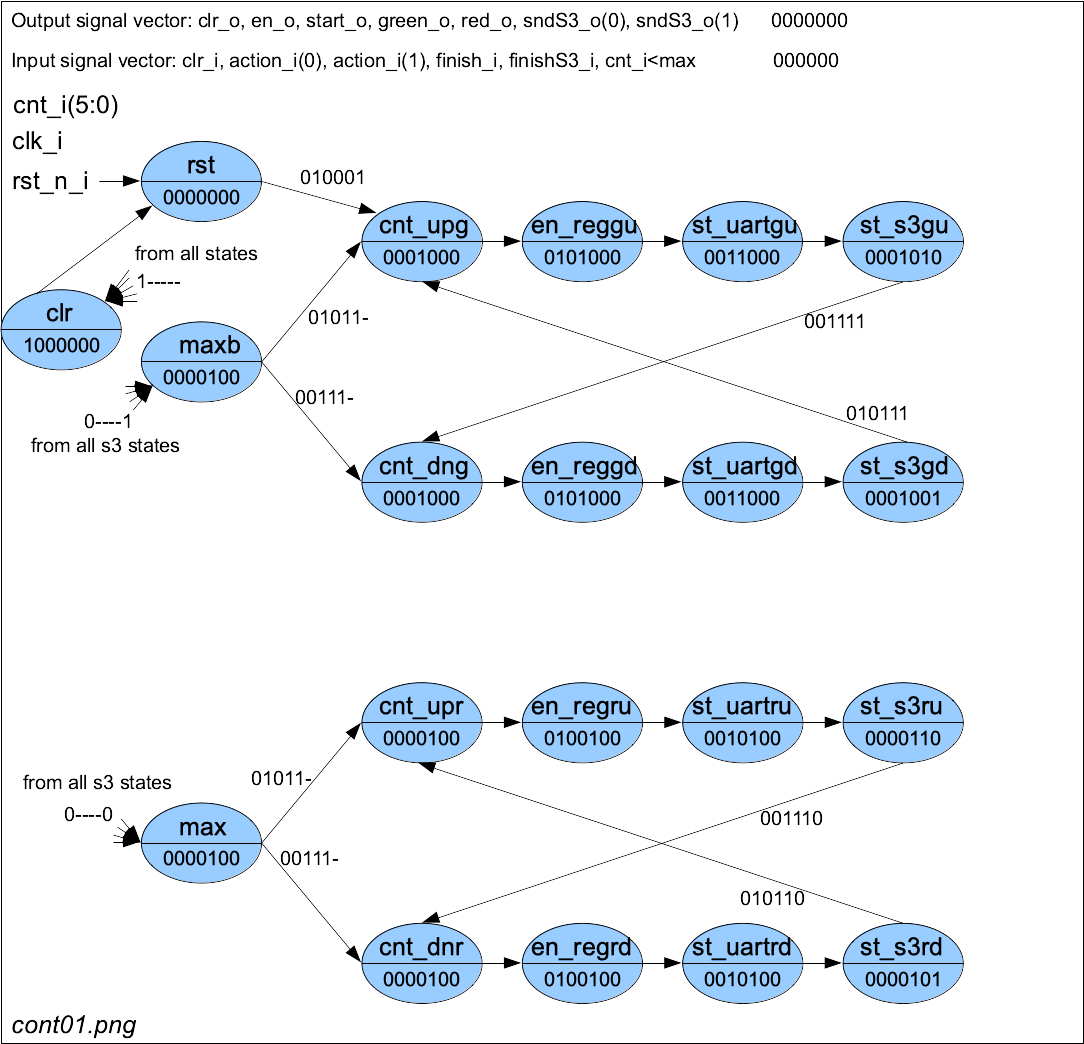 Output signal vector: clr_o, en_o, start_o, green_o, red_o, sndS3_o(0), sndS3_o(1) 0000000
Input signal vector: clr_i, action_i(0), action_i(1), finish_i, finishS3_i, cnt_i<max 000000
cnt_i(5:0)
clk_i
rst_n_i
rst
0000000
010001
cnt_upg
0001000
en_reggu
0101000
st_uartgu
0011000
st_s3gu
0001010
from all states
1-----
clr
1000000
maxb
0000100
01011-
00111-
001111
010111
0----1
from all s3 states
cnt_dng
0001000
en_reggd
0101000
st_uartgd
0011000
st_s3gd
0001001
cnt_upr
0000100
en_regru
0100100
st_uartru
0010100
st_s3ru
0000110
from all s3 states
0----0
max
0000100
01011-
00111-
001110
010110
cnt_dnr
0000100
en_regrd
0100100
st_uartrd
0010100
st_s3rd
0000101
cont01.png